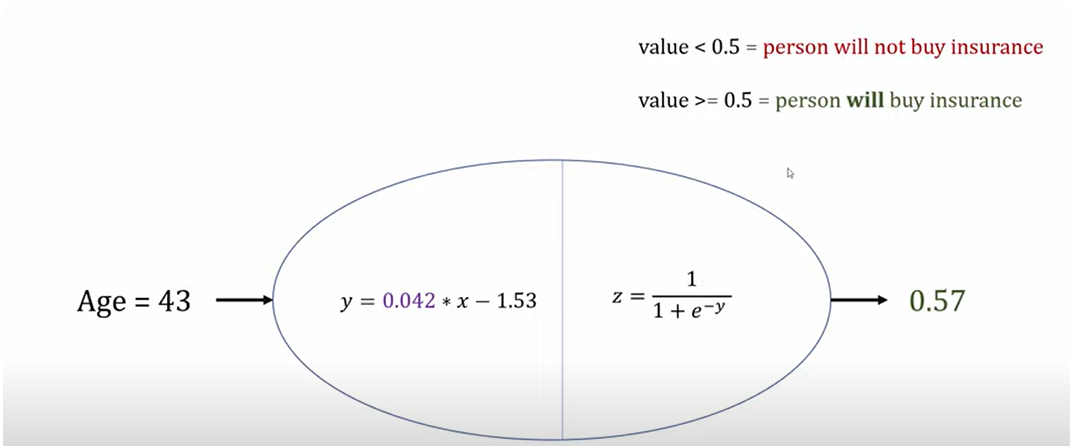 value < 0.5 = person will not buy insurance
value >= 0.5 = person will buy insurance
Age = 43
y = 0.042 * x − 1.53
z = 1 / 1 + e^−y
0.57